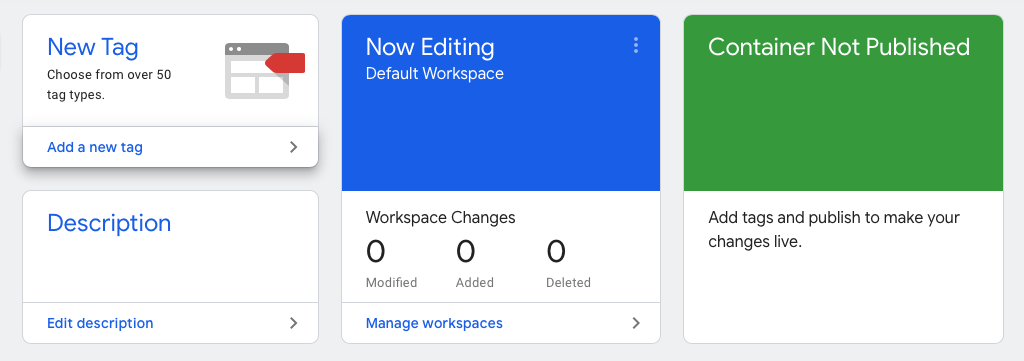 New Tag
Choose from over 50
tag types.
Add a new tag
Description
Edit description
Now Editing
Default Workspace
Workspace Changes
0 0 0
Modified Added Deleted
Manage workspaces
Container Not Published
Add tags and publish to make your
changes live.